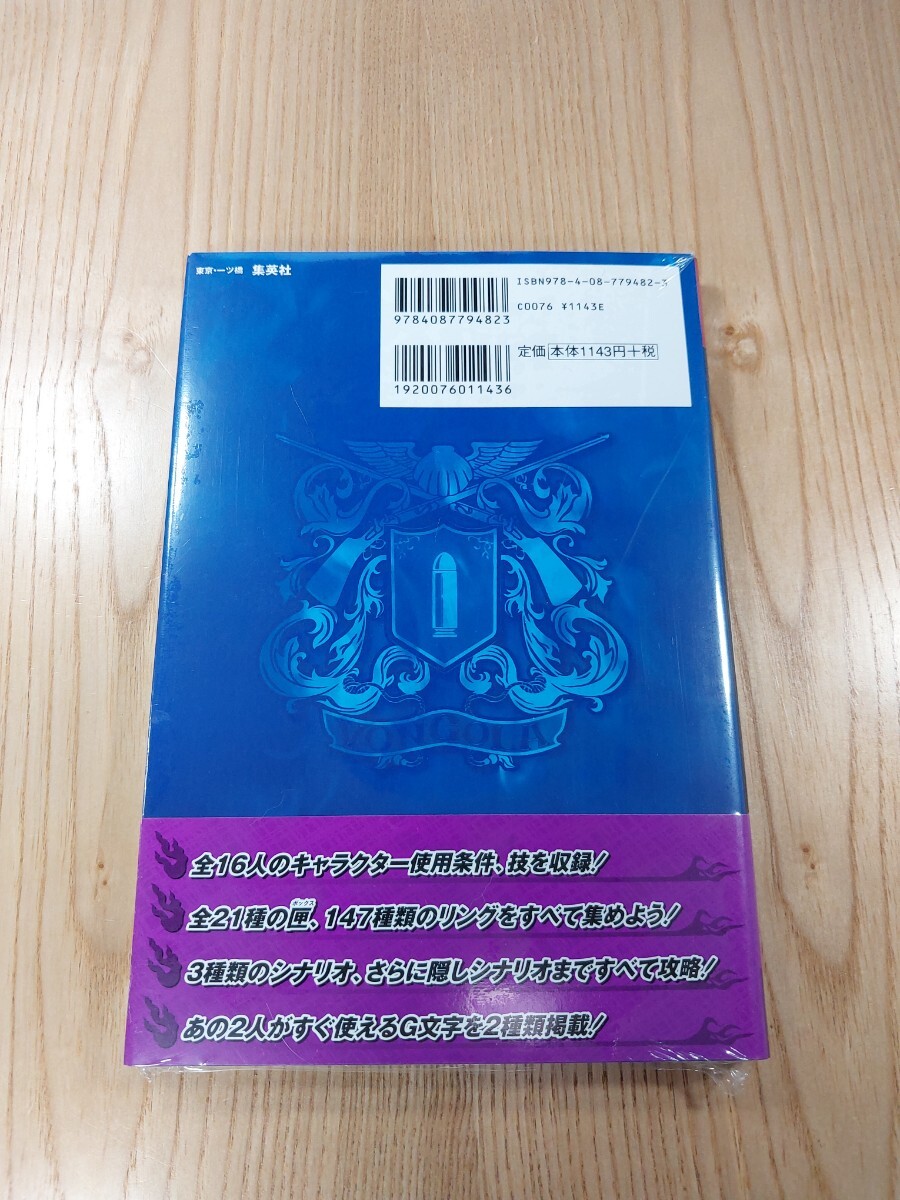 東京・一ツ橋 集英社
ISBN978-4-08-779482-3
C0076 ¥1143E
9784087794823
定価 本体1143円+税
1920076011436
VONGOLA
全16人のキャラクター使用条件、技を収録!
ボックス
全21種の匣、147種類のリングをすべて集めよう!
3種類のシナリオ、さらに隠しシナリオまですべて攻略!
あの2人がすぐ使えるG文字を2種類掲載!